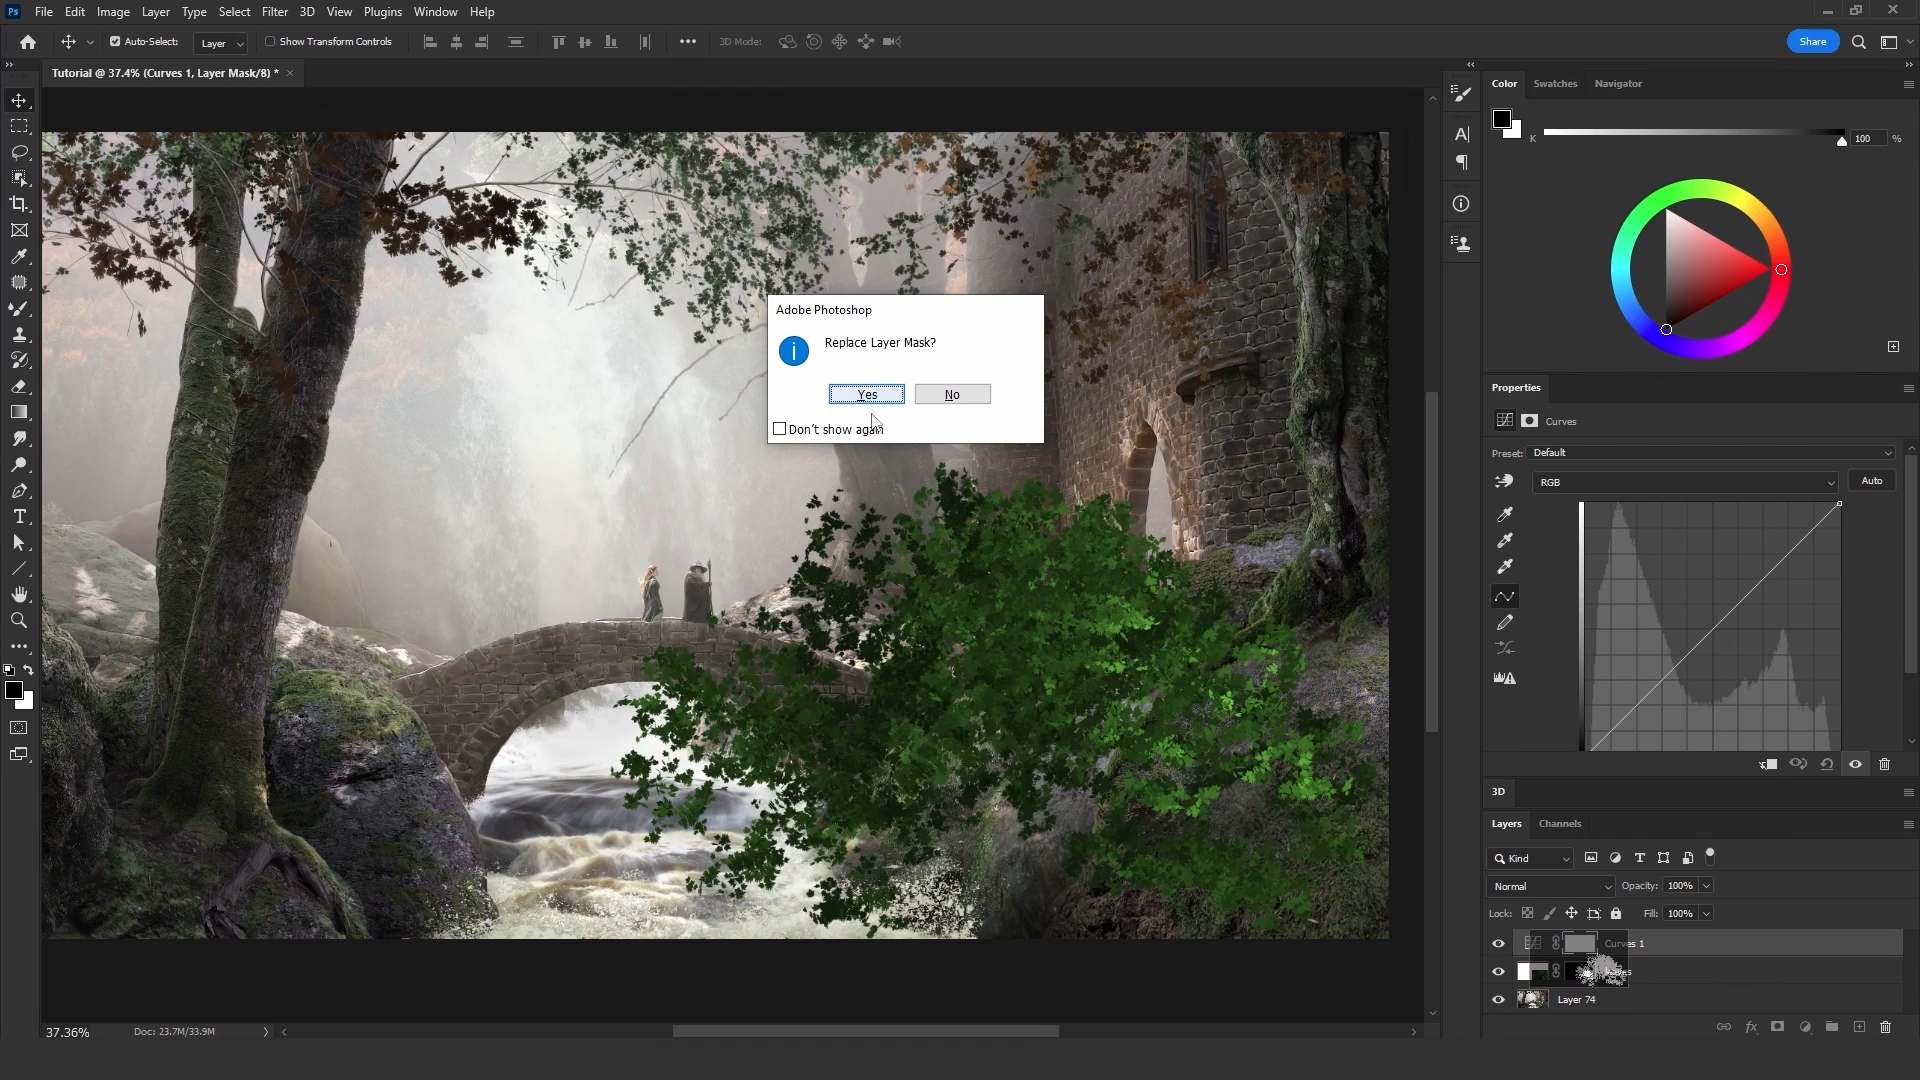 Ps File Edit Image Layer Type Select Filter 3D View Plugins Window Help
Auto-Select: Layer Show Transform Controls 3D Mode: Share
Tutorial @ 37.4% (Curves 1, Layer Mask/8) *
Color Swatches Navigator
K 100 %
Adobe Photoshop
Replace Layer Mask?
Yes No
Don't show again
Properties
Curves
Preset: Default
RGB Auto
3D
Layers Channels
Kind
Normal Opacity: 100%
Lock: Fill: 100%
Curves 1
Layer 74
37.36% Doc: 23.7M/33.9M